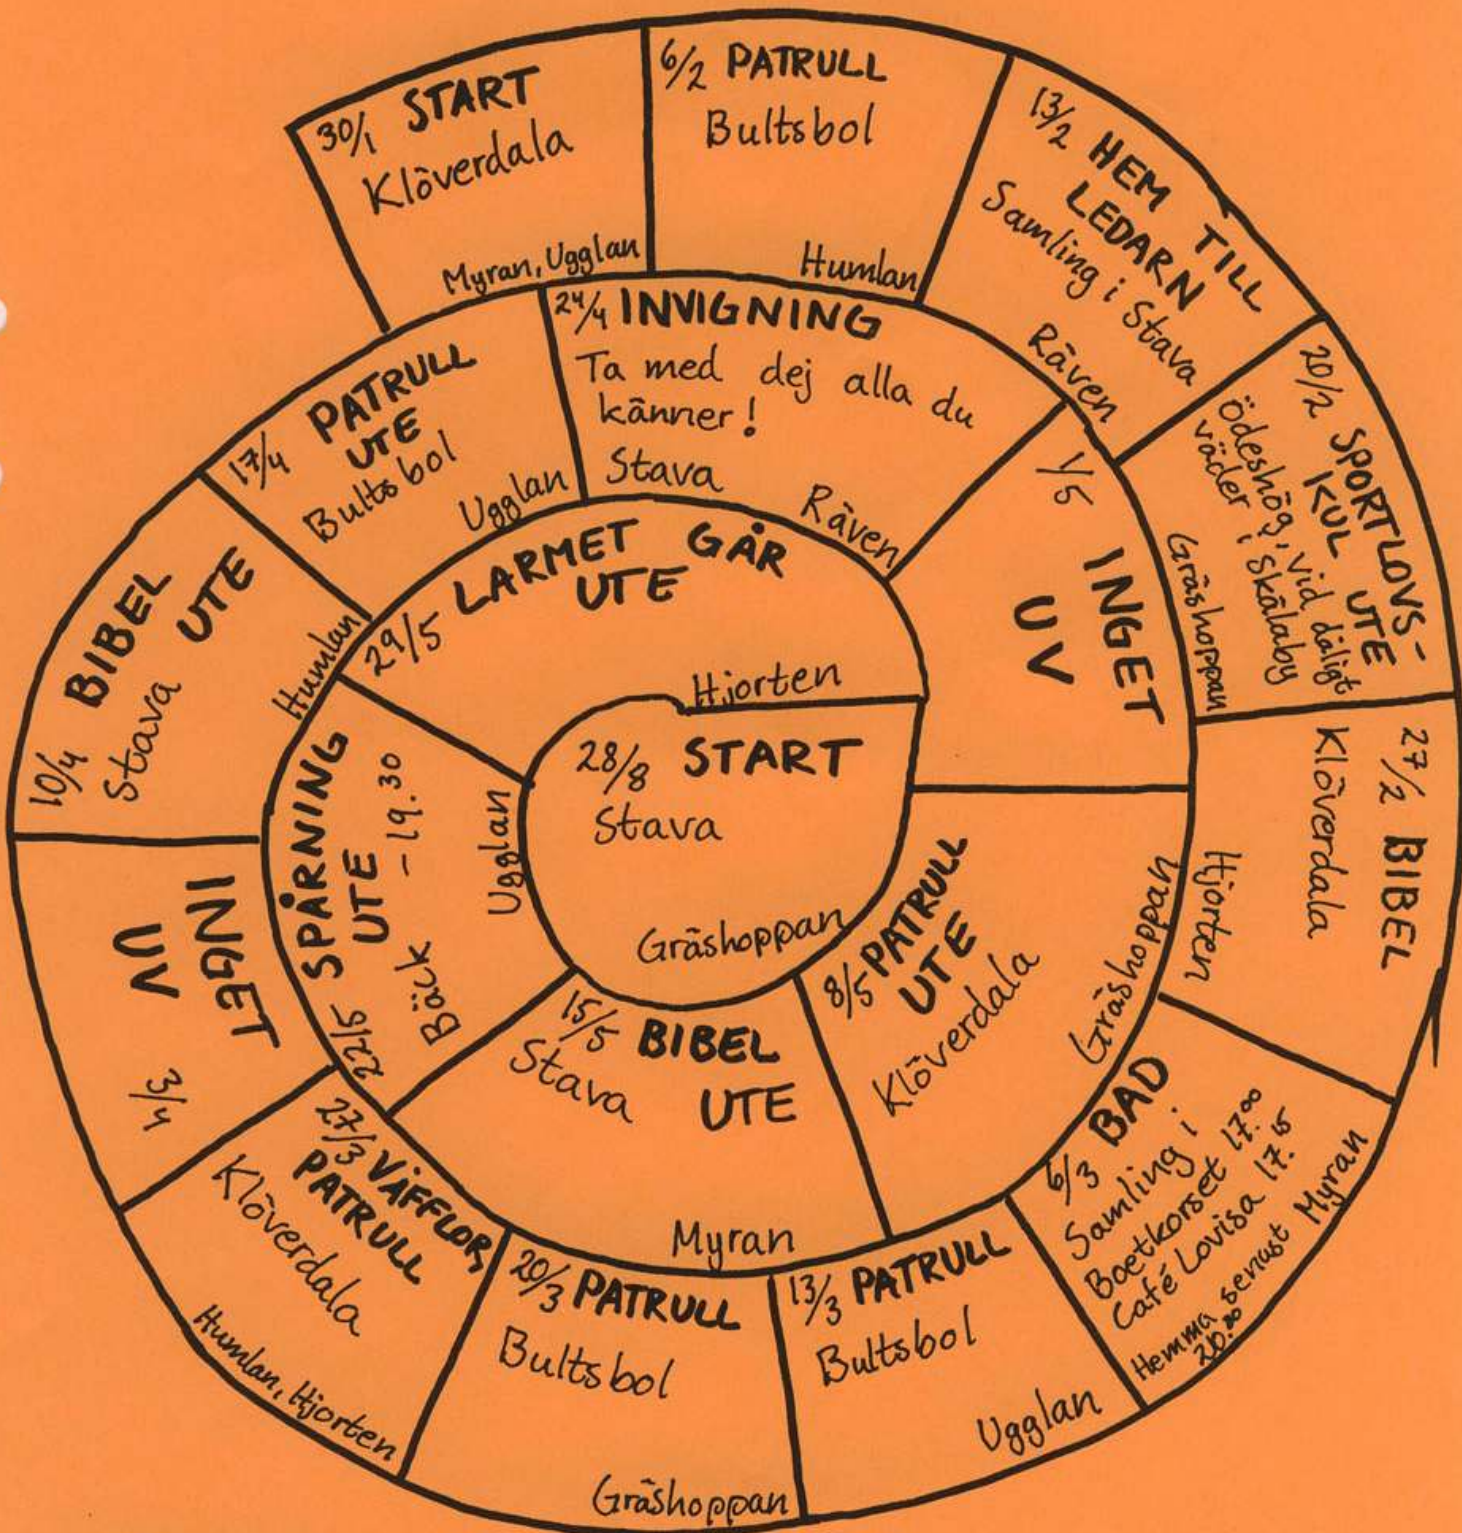 30/1 START
Klöverdala
Myran, Ugglan
6/2 PATRULL
Bultsbol
Humlan
13/2 HEM TILL
LEDARN
Samling i Stava
Räven
20/2 SPORTLOVS-
KUL UTE
Ödeshög, vid dåligt
väder i Skålaby
Gräshoppan
27/2 BIBEL
Klöverdala
Hjorten
6/3 BAD
Samling i
Boetkorset 17.00
Café Lovisa 17.15
Hemma senast
20.30
Myran
13/3 PATRULL
Bultsbol
Ugglan
20/3 PATRULL
Bultsbol
Gräshoppan
27/3 VÅFFLOR,
PATRULL
Klöverdala
Humlan, Hjorten
3/4
INGET
UV
10/4 BIBEL
Stava UTE
Humlan
17/4 PATRULL
UTE
Bultsbol
Ugglan
24/4 INVIGNING
Ta med dej alla du
känner!
Stava
Räven
1/5 INGET
UV
8/5 PATRULL
UTE
Klöverdala
Gräshoppan
15/5 BIBEL
Stava UTE
Myran
22/5 SPÅRNING
UTE
Bäck -19.30
Ugglan
29/5 LARMET GÅR
UTE
Hjorten
28/8 START
Stava
Gräshoppan